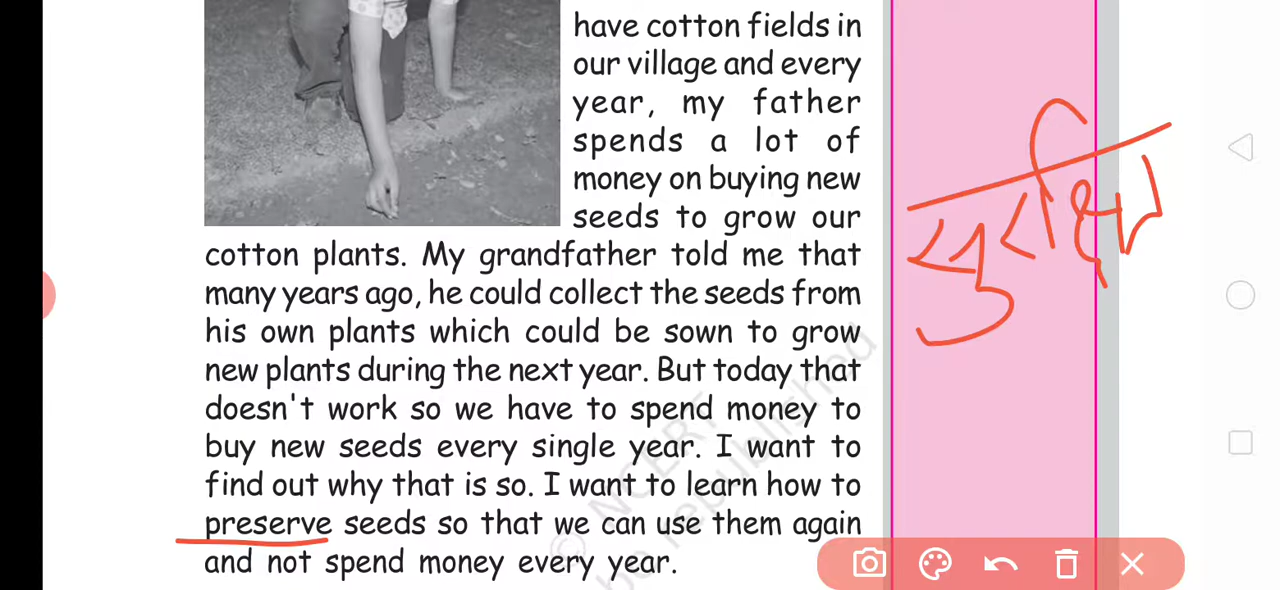 have cotton fields in
our village and every
year, my father
spends a lot of
money on buying new
seeds to grow our
cotton plants. My grandfather told me that
many years ago, he could collect the seeds from
his own plants which could be sown to grow
new plants during the next year. But today that
doesn't work so we have to spend money to
buy new seeds every single year. I want to
find out why that is so. I want to learn how to
preserve seeds so that we can use them again
and not spend money every year.
सुरक्षित
© NCERT
be republished